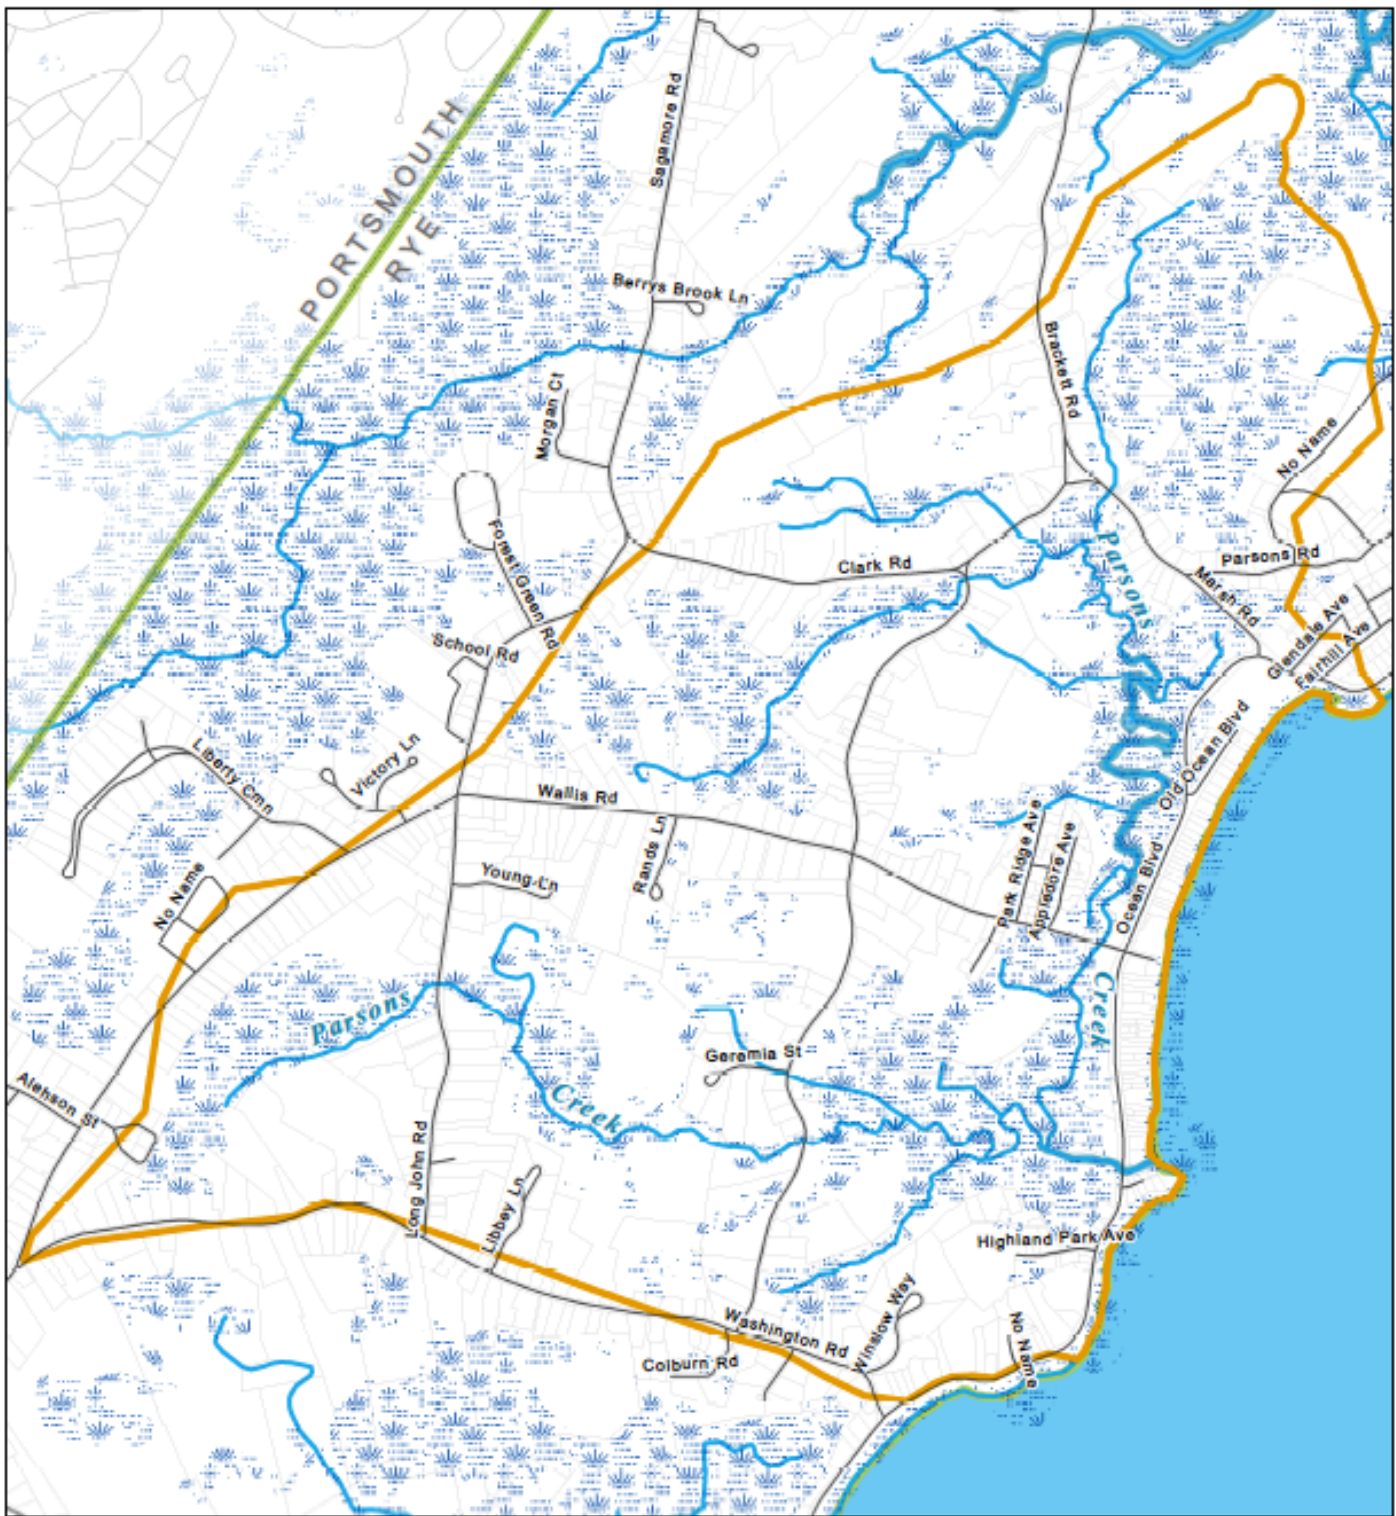 PORTSMOUTH
RYE
Sagamore Rd
Berrys Brook Ln
Morgan Ct
Brackett Rd
No Name
Forest Green Rd
Clark Rd
Parsons
Parsons Rd
Marsh Rd
Glendale Ave
Fairhill Ave
School Rd
Old Ocean Blvd
Liberty Cmn
Victory Ln
Wallis Rd
Rands Ln
Park Ridge Ave
Appledore Ave
Ocean Blvd
Young Ln
No Name
Parsons
Creek
Geremia St
Creek
Alehson St
Long John Rd
Libbey Ln
Highland Park Ave
Washington Rd
Winslow Way
No Name
Colburn Rd